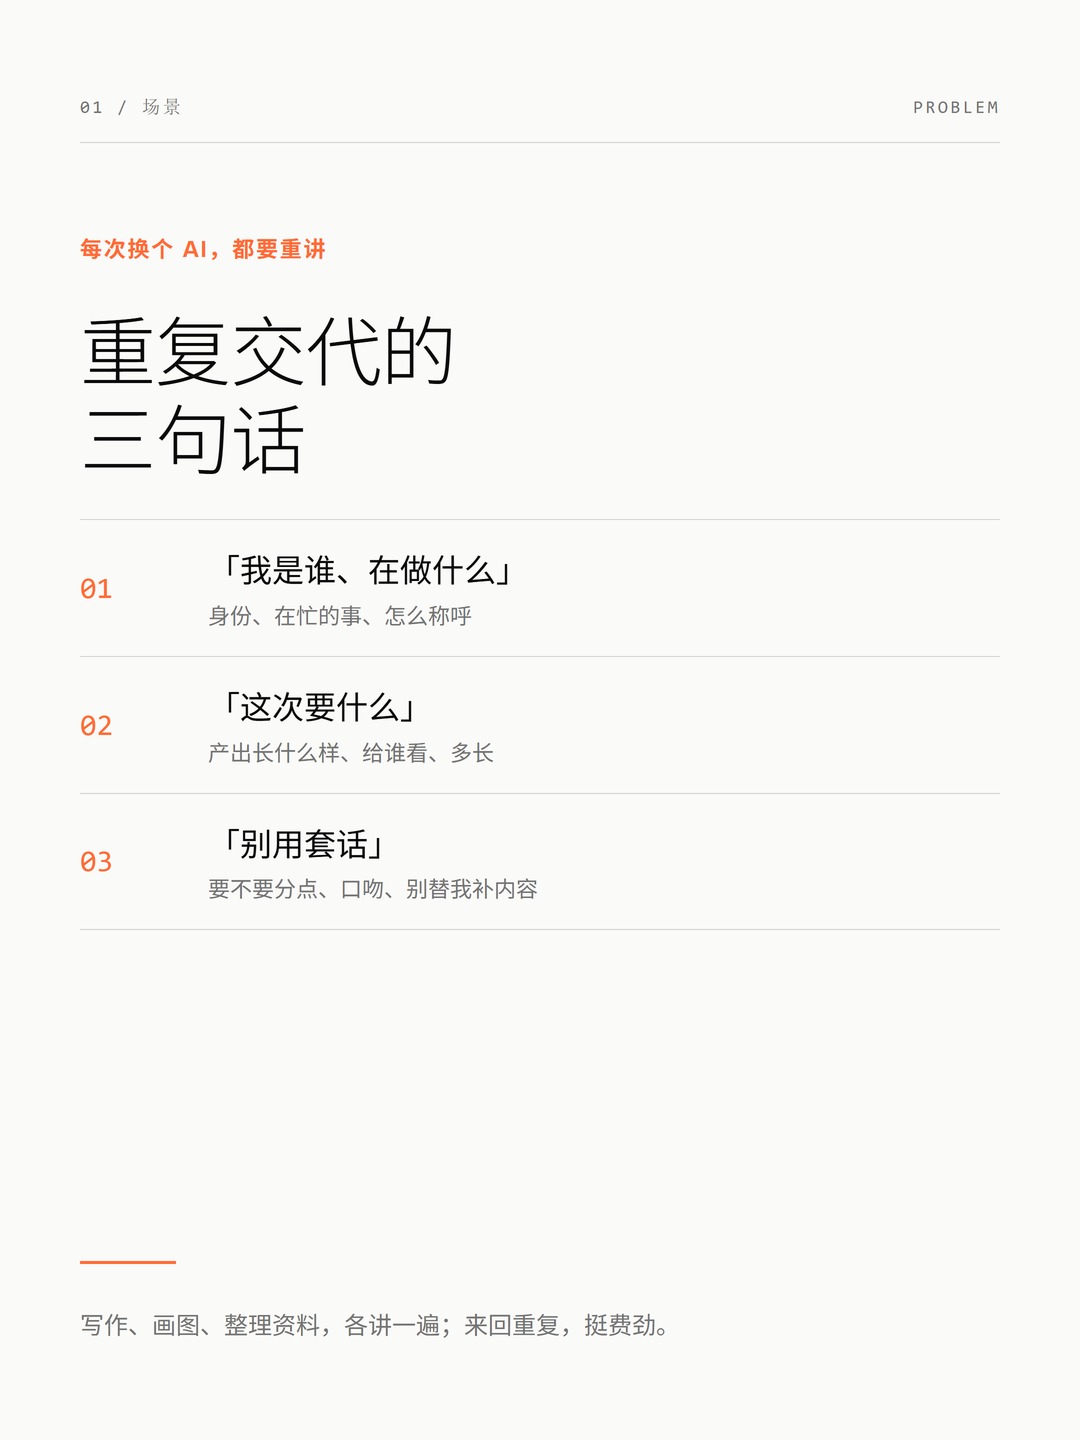 01 / 场景
PROBLEM
每次换个 AI，都要重讲
重复交代的
三句话
01
「我是谁、在做什么」
身份、在忙的事、怎么称呼
02
「这次要什么」
产出长什么样、给谁看、多长
03
「别用套话」
要不要分点、口吻、别替我补内容
写作、画图、整理资料，各讲一遍；来回重复，挺费劲。